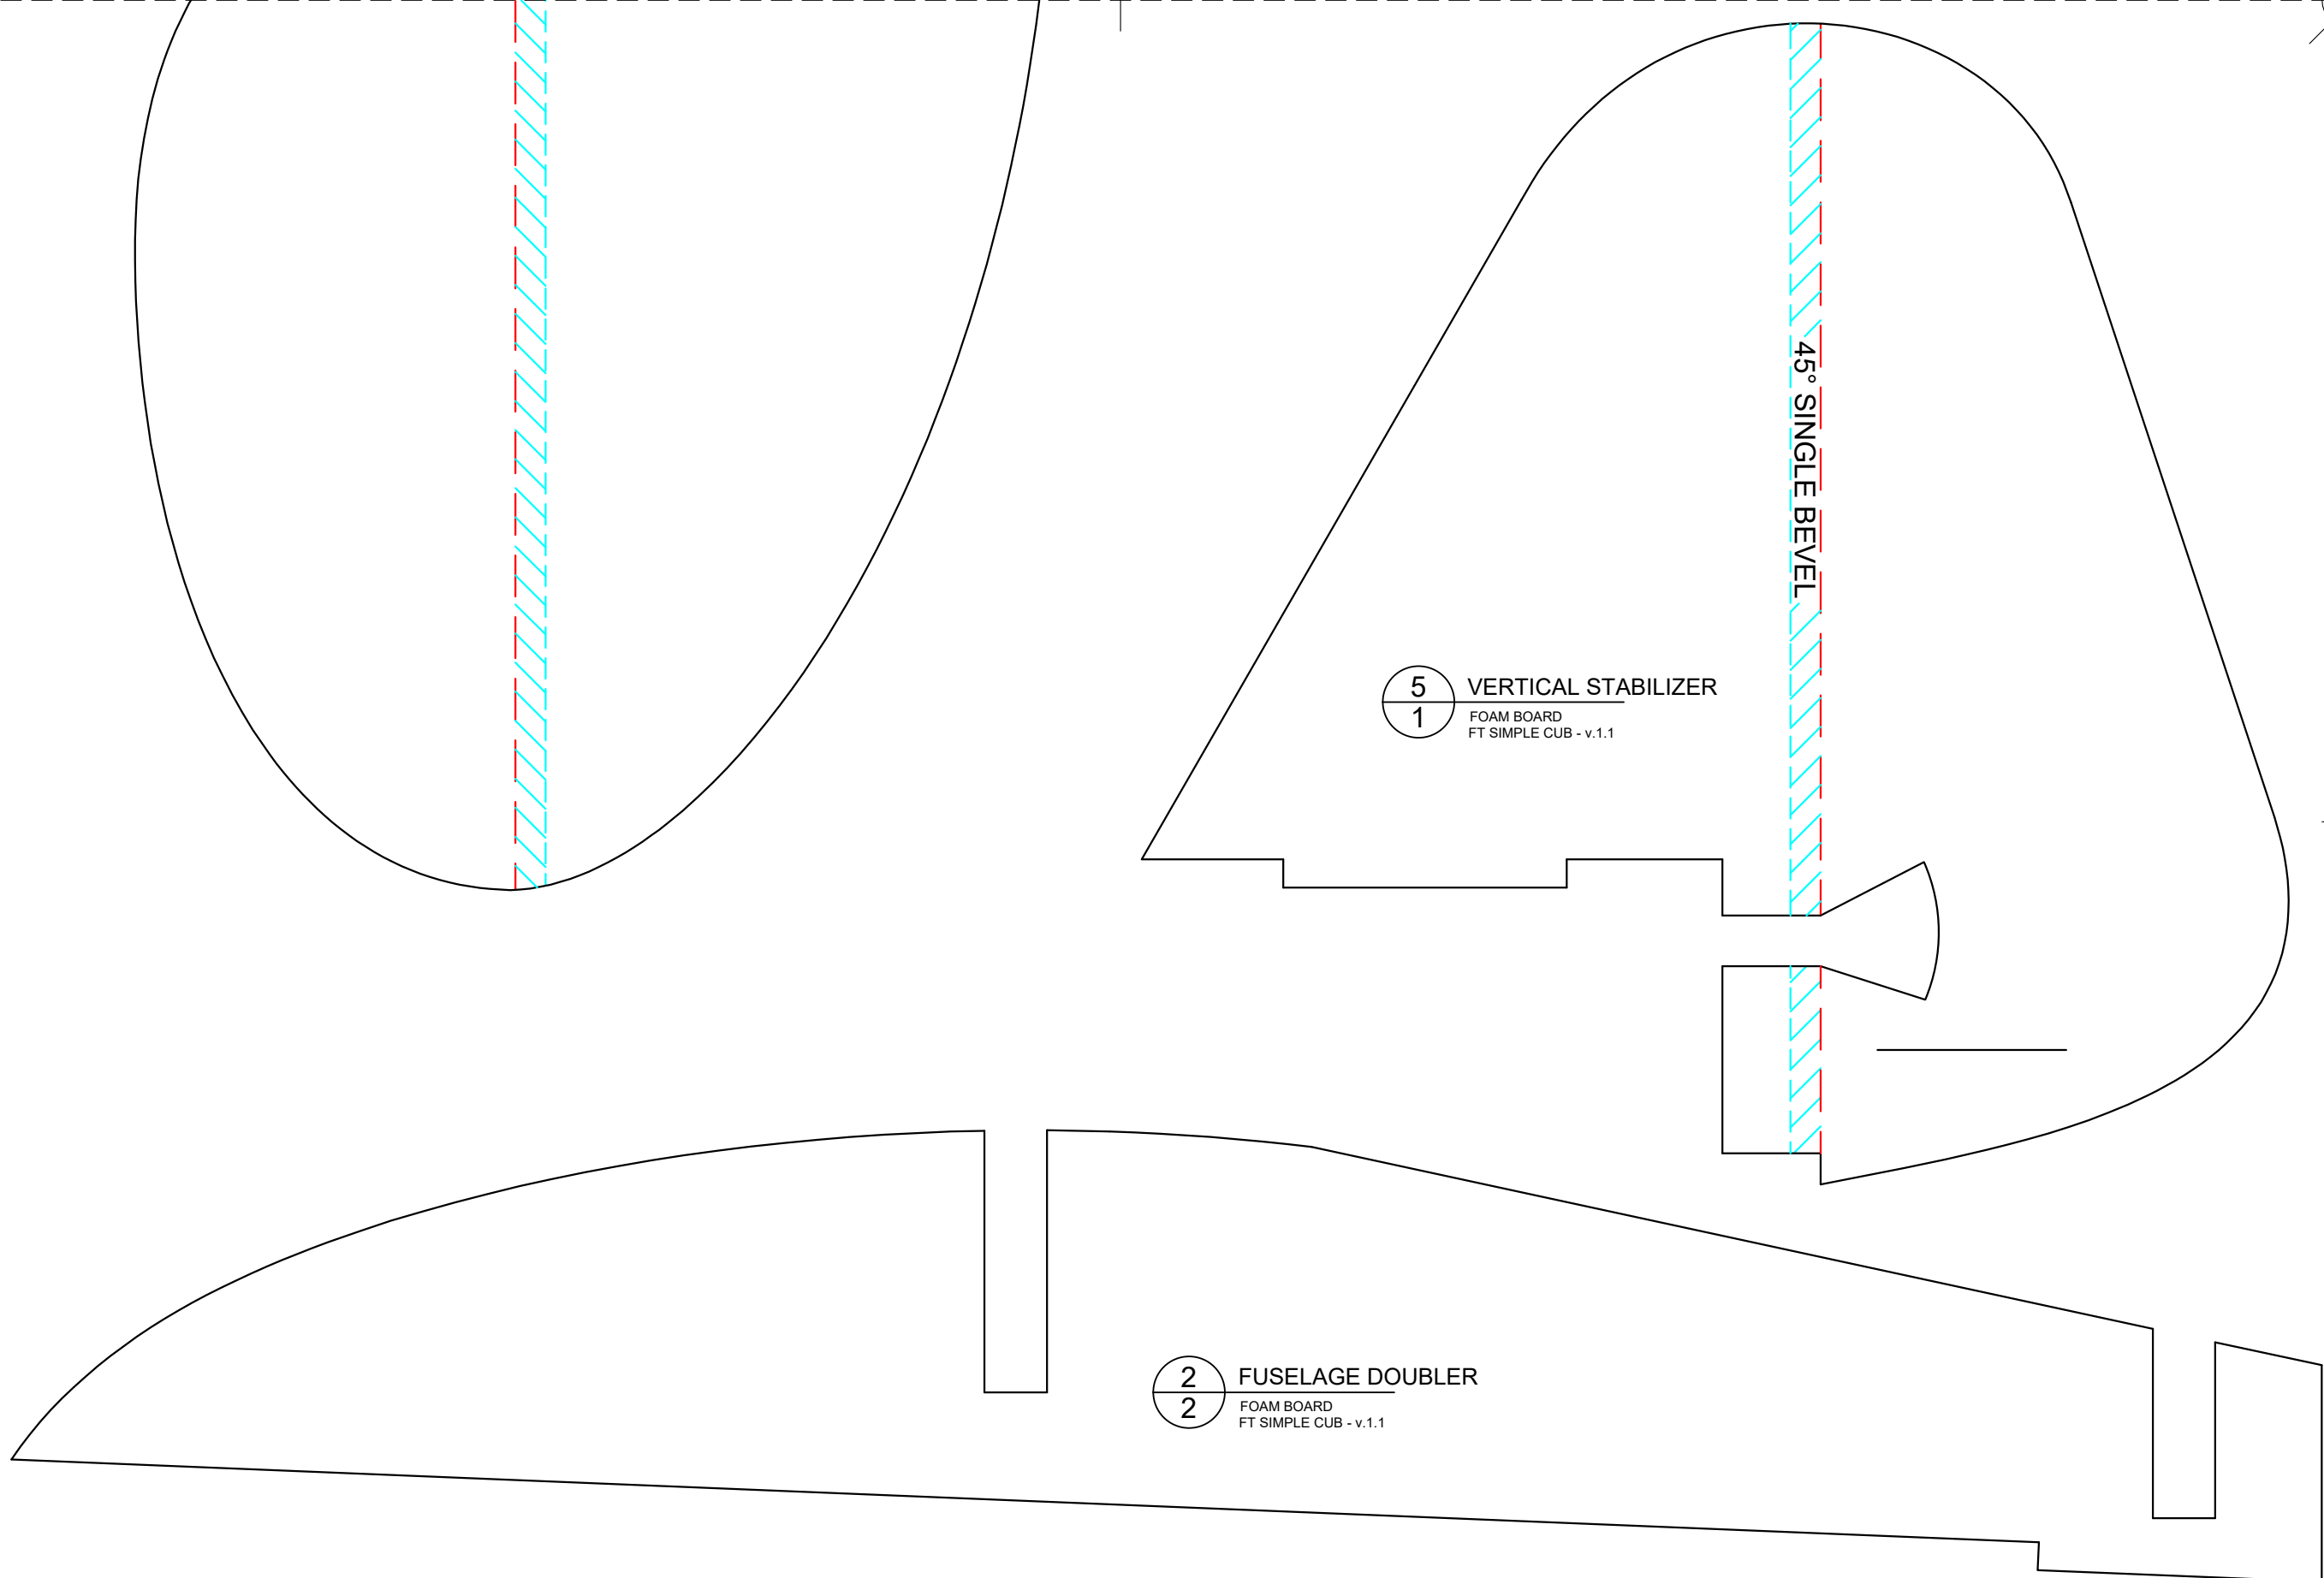 45° SINGLE BEVEL
5
1
VERTICAL STABILIZER
FOAM BOARD
FT SIMPLE CUB - v.1.1
2
2
FUSELAGE DOUBLER
FOAM BOARD
FT SIMPLE CUB - v.1.1